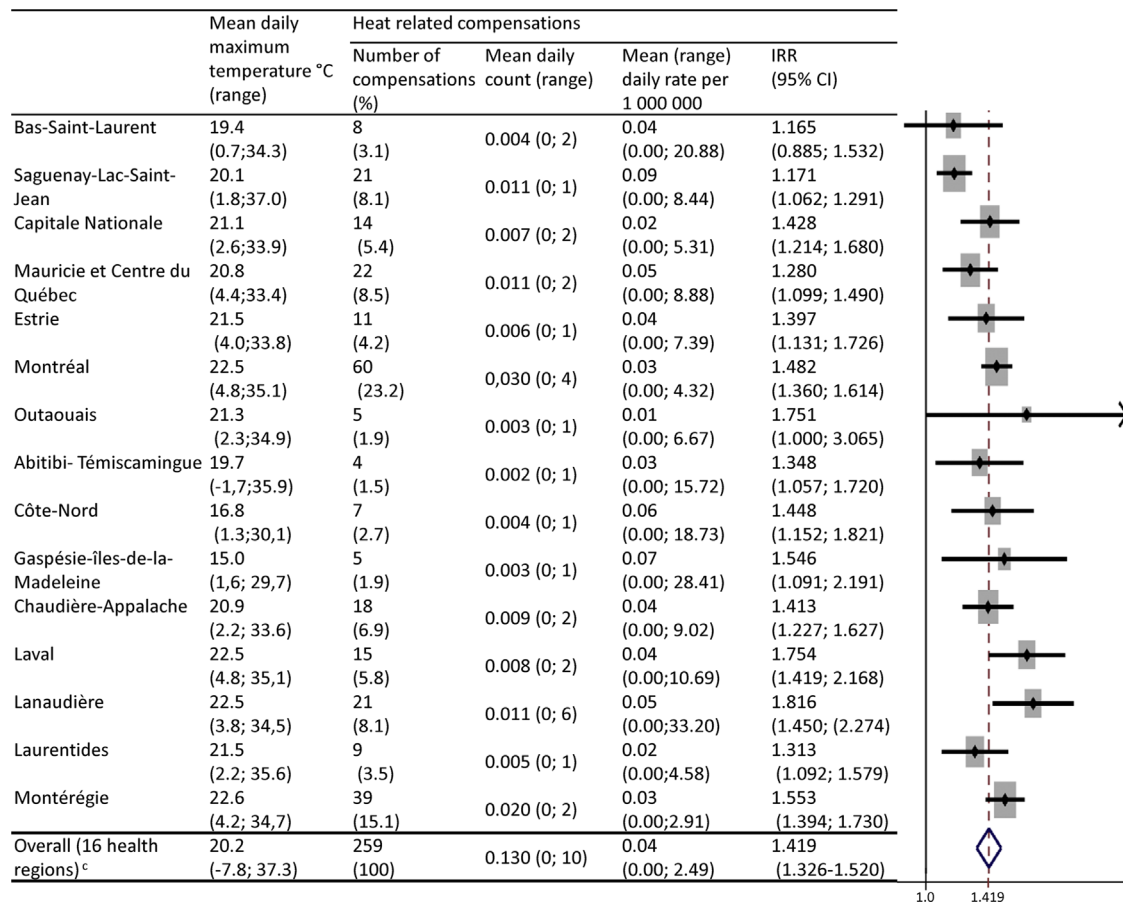 Mean daily maximum temperature °C (range) Heat related compensations
Number of compensations (%) Mean daily count (range) Mean (range) daily rate per 1 000 000 IRR (95% CI)
Bas-Saint-Laurent 19.4 8 0.004 (0; 2) 0.04 1.165
(0.7;34.3) (3.1) (0.00; 20.88) (0.885; 1.532)
Saguenay-Lac-Saint- 20.1 21 0.011 (0; 1) 0.09 1.171
Jean (1.8;37.0) (8.1) (0.00; 8.44) (1.062; 1.291)
Capitale Nationale 21.1 14 0.007 (0; 2) 0.02 1.428
(2.6;33.9) (5.4) (0.00; 5.31) (1.214; 1.680)
Mauricie et Centre du 20.8 22 0.011 (0; 2) 0.05 1.280
Québec (4.4;33.4) (8.5) (0.00; 8.88) (1.099; 1.490)
Estrie 21.5 11 0.006 (0; 1) 0.04 1.397
(4.0;33.8) (4.2) (0.00; 7.39) (1.131; 1.726)
Montréal 22.5 60 0,030 (0; 4) 0.03 1.482
(4.8;35.1) (23.2) (0.00; 4.32) (1.360; 1.614)
Outaouais 21.3 5 0.003 (0; 1) 0.01 1.751
(2.3;34.9) (1.9) (0.00; 6.67) (1.000; 3.065)
Abitibi- Témiscamingue 19.7 4 0.002 (0; 1) 0.03 1.348
(-1,7;35.9) (1.5) (0.00; 15.72) (1.057; 1.720)
Côte-Nord 16.8 7 0.004 (0; 1) 0.06 1.448
(1.3;30,1) (2.7) (0.00; 18.73) (1.152; 1.821)
Gaspésie-îles-de-la- 15.0 5 0.003 (0; 1) 0.07 1.546
Madeleine (1,6; 29,7) (1.9) (0.00; 28.41) (1.091; 2.191)
Chaudière-Appalache 20.9 18 0.009 (0; 2) 0.04 1.413
(2.2; 33.6) (6.9) (0.00; 9.02) (1.227; 1.627)
Laval 22.5 15 0.008 (0; 2) 0.04 1.754
(4.8; 35,1) (5.8) (0.00;10.69) (1.419; 2.168)
Lanaudière 22.5 21 0.011 (0; 6) 0.05 1.816
(3.8; 34,5) (8.1) (0.00;33.20) (1.450; (2.274)
Laurentides 21.5 9 0.005 (0; 1) 0.02 1.313
(2.2; 35.6) (3.5) (0.00;4.58) (1.092; 1.579)
Montérégie 22.6 39 0.020 (0; 2) 0.03 1.553
(4.2; 34,7) (15.1) (0.00;2.91) (1.394; 1.730)
Overall (16 health 20.2 259 0.130 (0; 10) 0.04 1.419
regions) c (-7.8; 37.3) (100) (0.00; 2.49) (1.326-1.520)
1.0 1.419